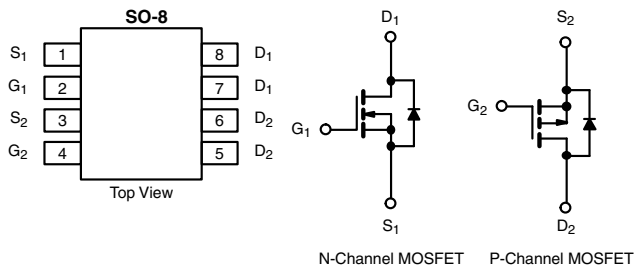 SO-8
S1 1 8 D1
G1 2 7 D1
S2 3 6 D2
G2 4 5 D2
Top View
D1
G1
S1
N-Channel MOSFET
S2
G2
D2
P-Channel MOSFET